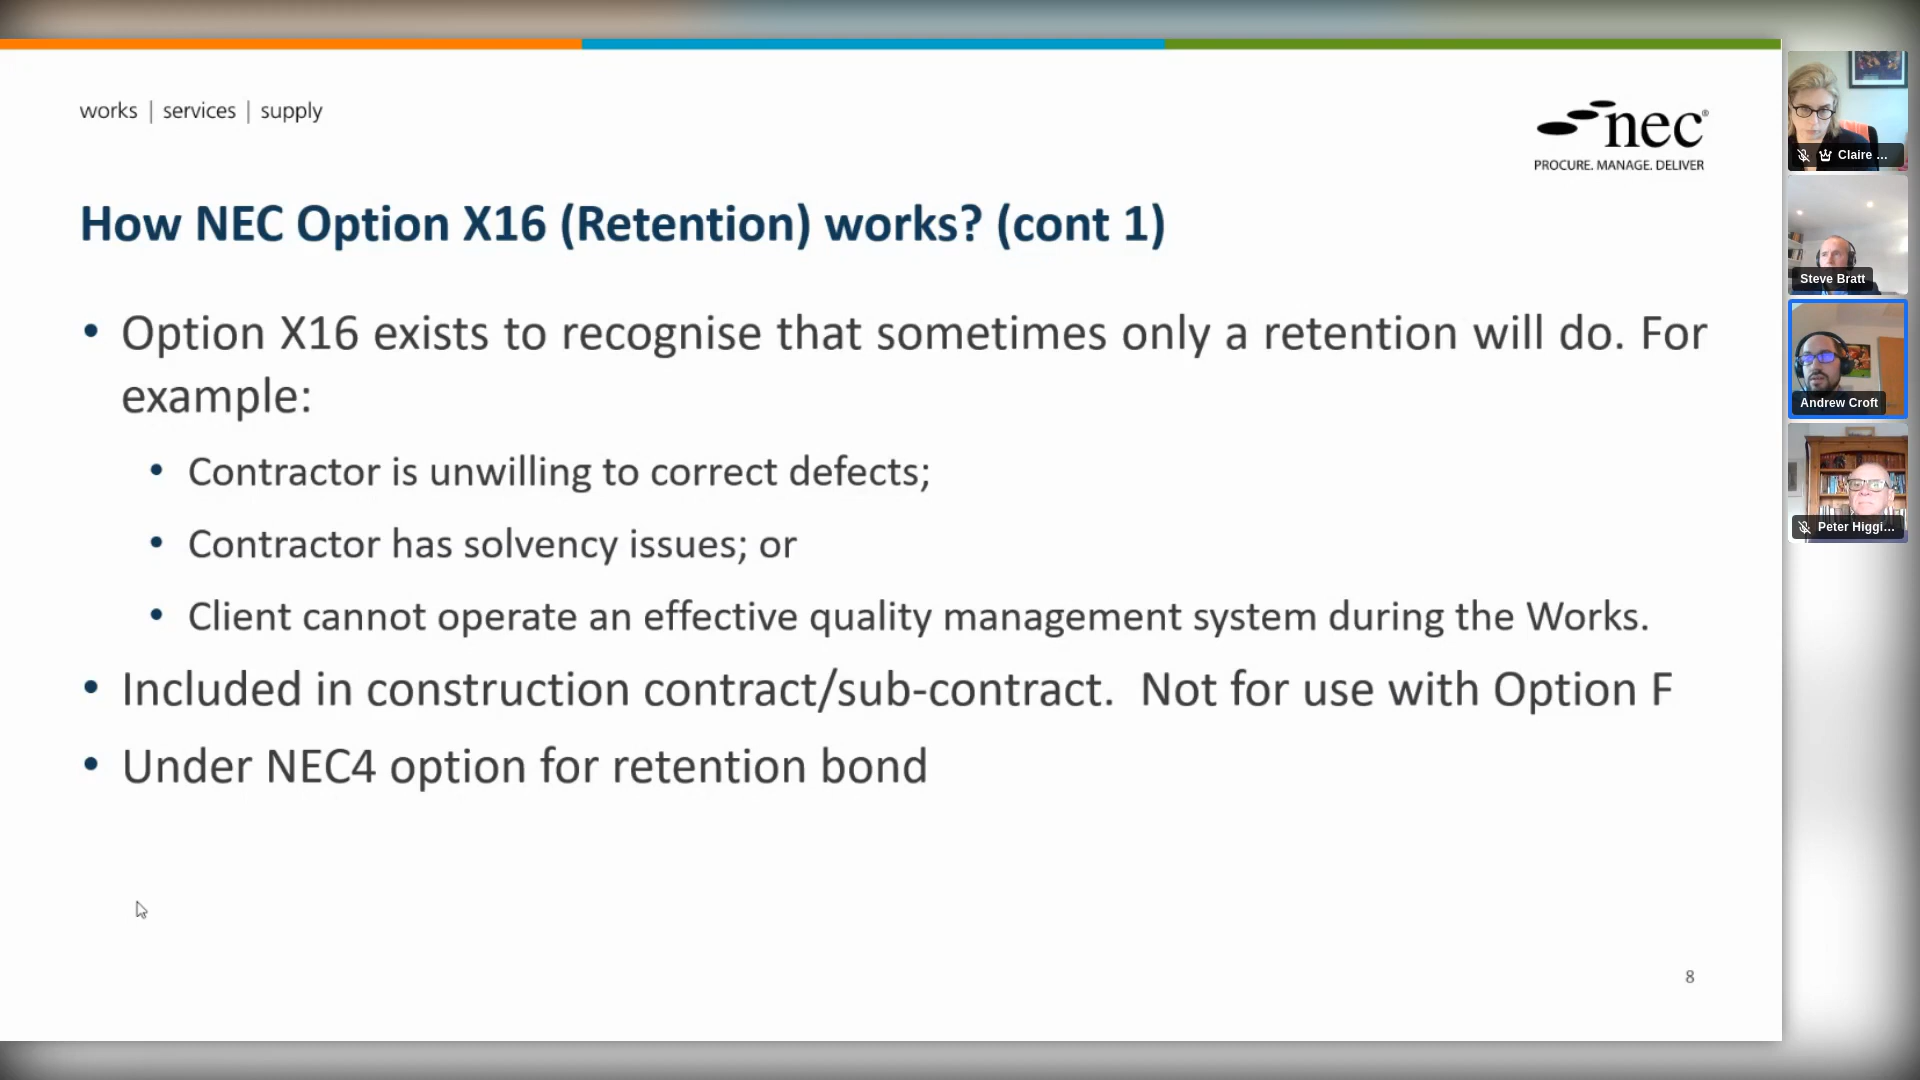 works | services | supply
nec®
PROCURE. MANAGE. DELIVER
How NEC Option X16 (Retention) works? (cont 1)
• Option X16 exists to recognise that sometimes only a retention will do. For
example:
• Contractor is unwilling to correct defects;
• Contractor has solvency issues; or
• Client cannot operate an effective quality management system during the Works.
• Included in construction contract/sub-contract.  Not for use with Option F
• Under NEC4 option for retention bond
8
Claire ...
Steve Bratt
Andrew Croft
Peter Higgi...